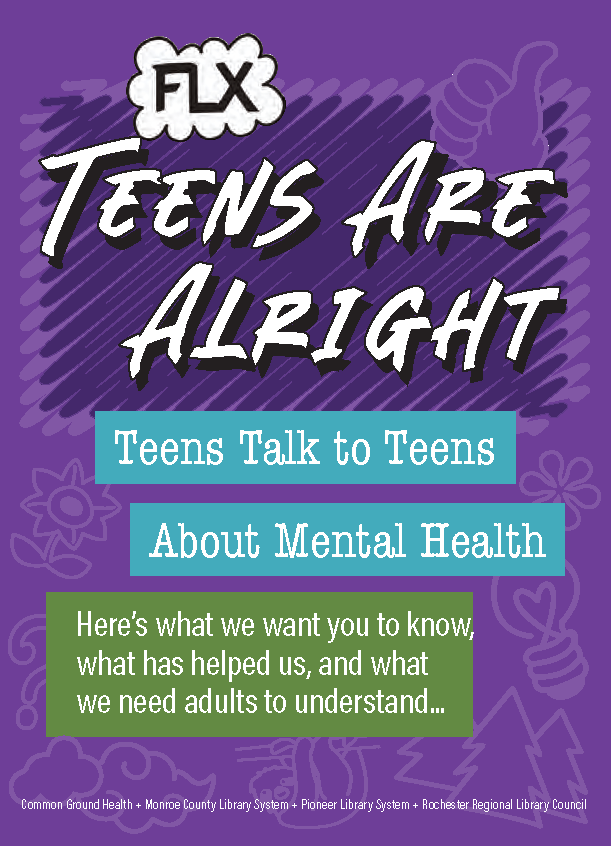 FLX
TEENS ARE
ALRIGHT
Teens Talk to Teens
About Mental Health
Here's what we want you to know,
what has helped us, and what
we need adults to understand...
Common Ground Health + Monroe County Library System + Pioneer Library System + Rochester Regional Library Council